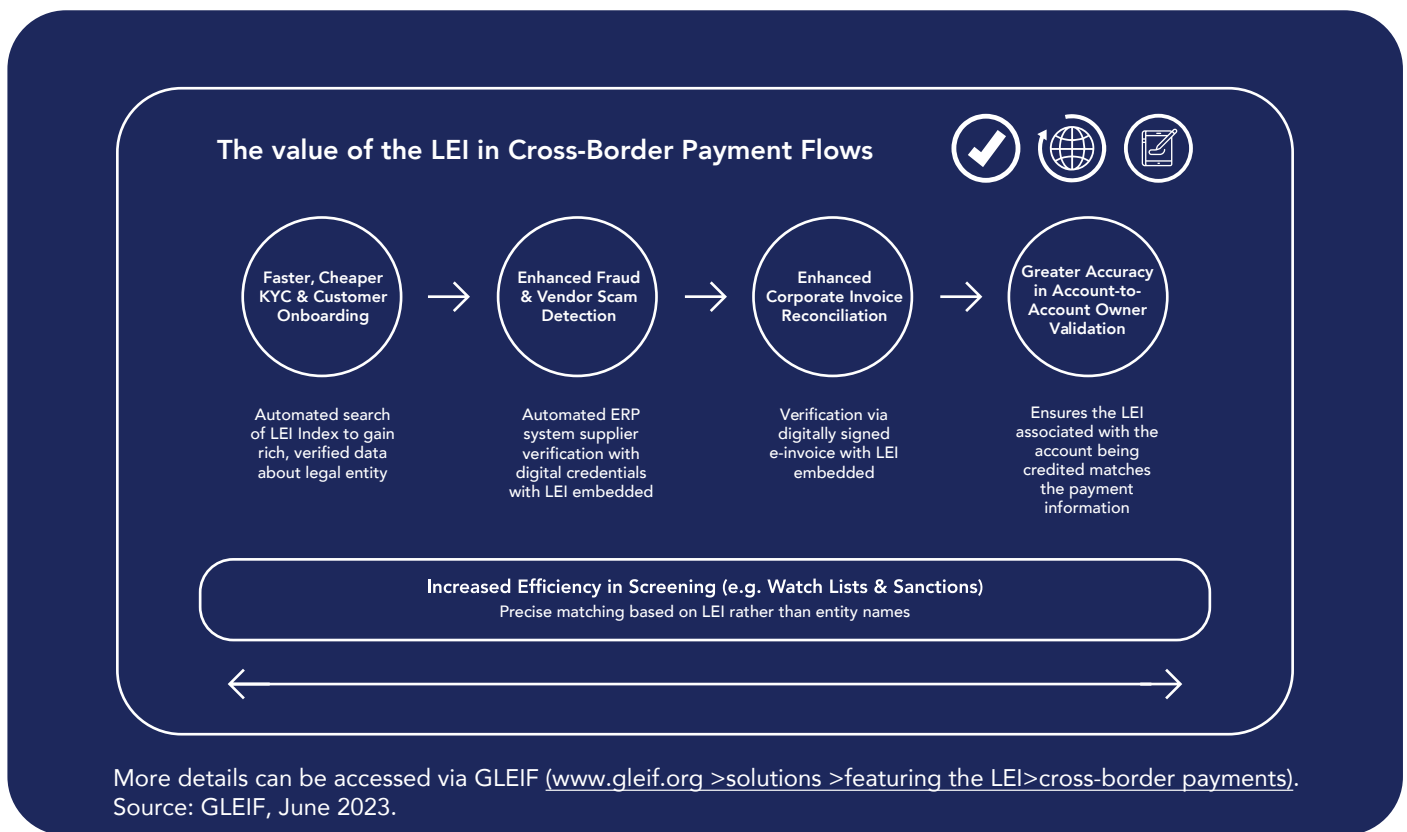 The value of the LEI in Cross-Border Payment Flows
Faster, Cheaper
KYC & Customer
Onboarding
Automated search
of LEI Index to gain
rich, verified data
about legal entity
Enhanced Fraud
& Vendor Scam
Detection
Automated ERP
system supplier
verification with
digital credentials
with LEI embedded
Enhanced
Corporate Invoice
Reconciliation
Verification via
digitally signed
e-invoice with LEI
embedded
Greater Accuracy
in Account-to-
Account Owner
Validation
Ensures the LEI
associated with the
account being
credited matches
the payment
information
Increased Efficiency in Screening (e.g. Watch Lists & Sanctions)
Precise matching based on LEI rather than entity names
More details can be accessed via GLEIF (www.gleif.org >solutions >featuring the LEI>cross-border payments).
Source: GLEIF, June 2023.